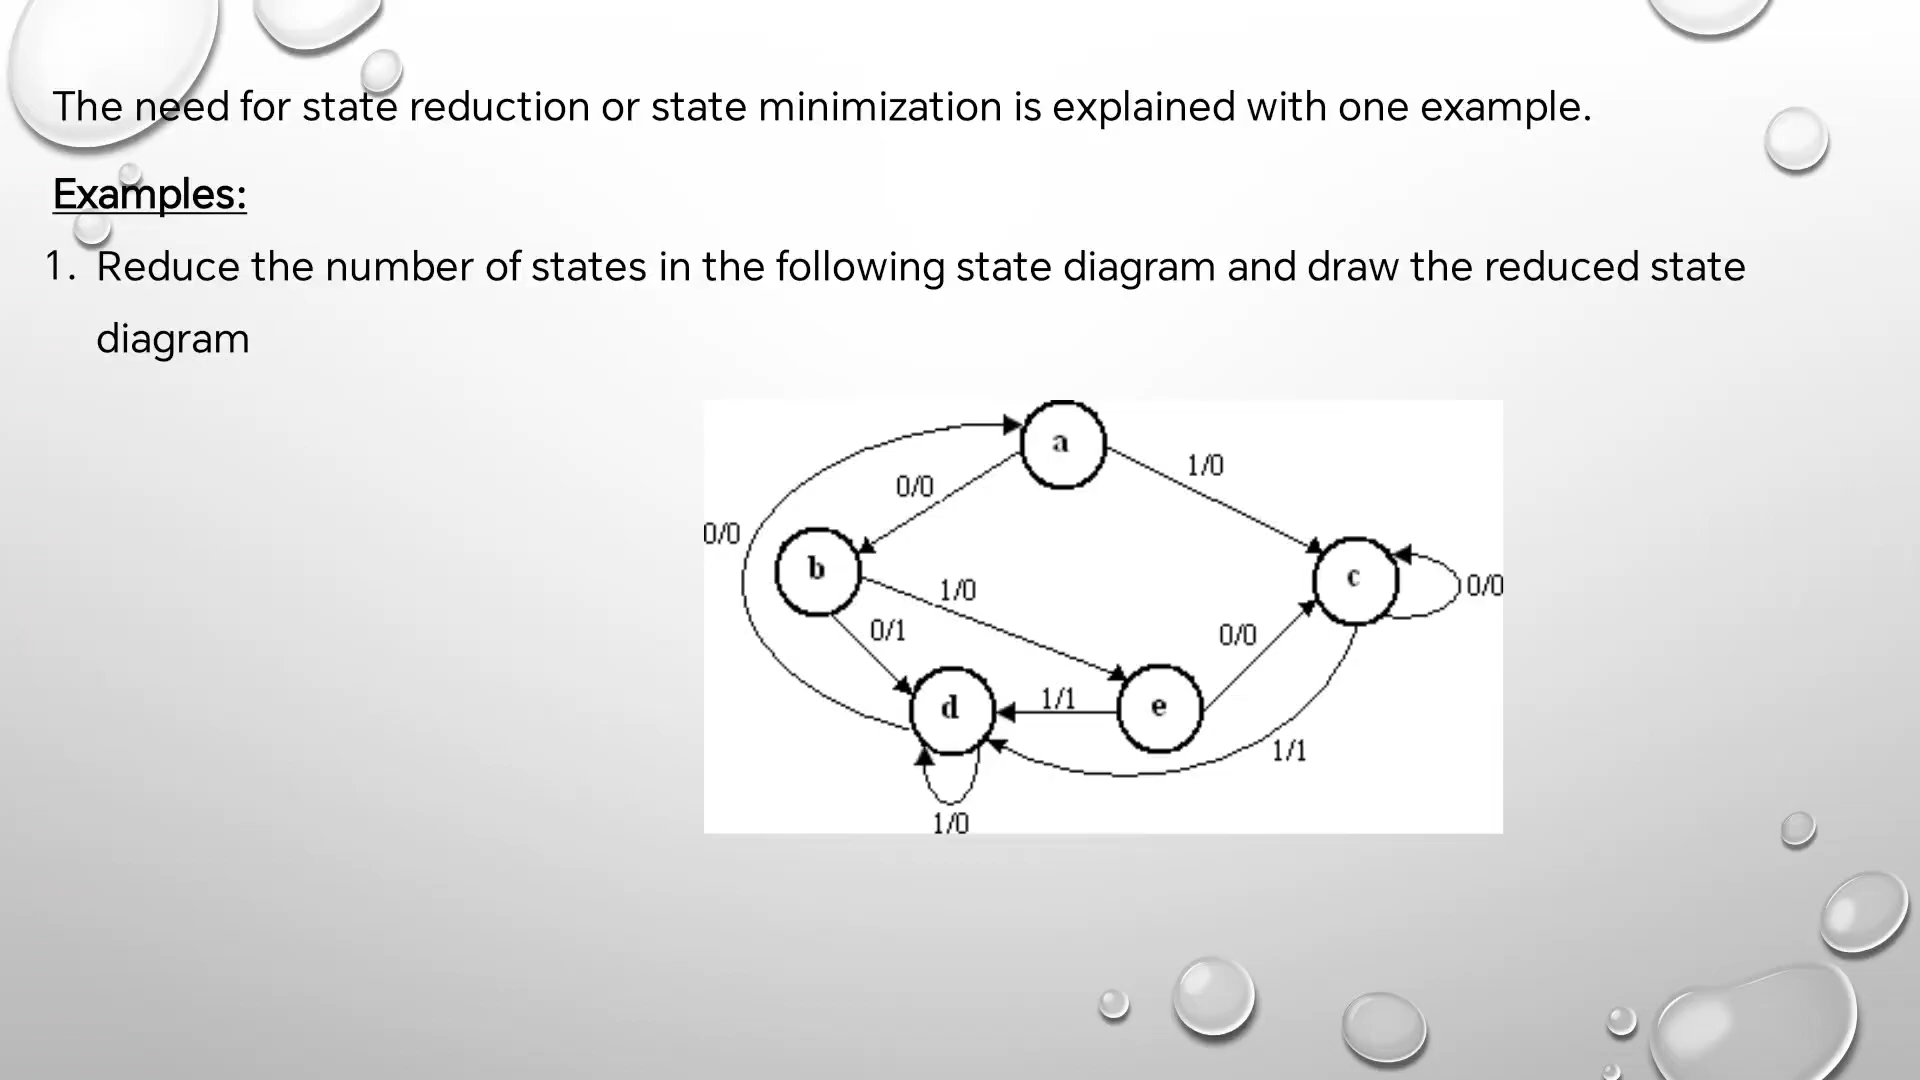 The need for state reduction or state minimization is explained with one example.
Examples:
1. Reduce the number of states in the following state diagram and draw the reduced state
diagram
a
1/0
0/0
0/0
b
c
1/0
0/0
0/1
0/0
1/1
d
e
1/1
1/0